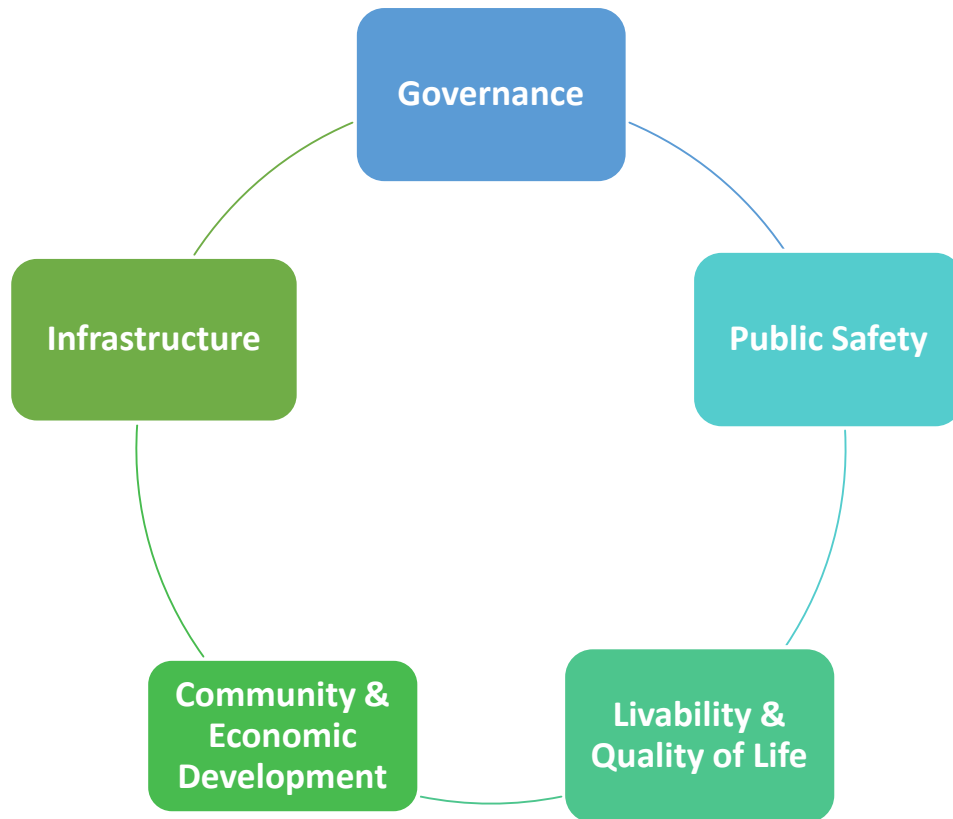 Governance
Public Safety
Livability &
Quality of Life
Community &
Economic
Development
Infrastructure